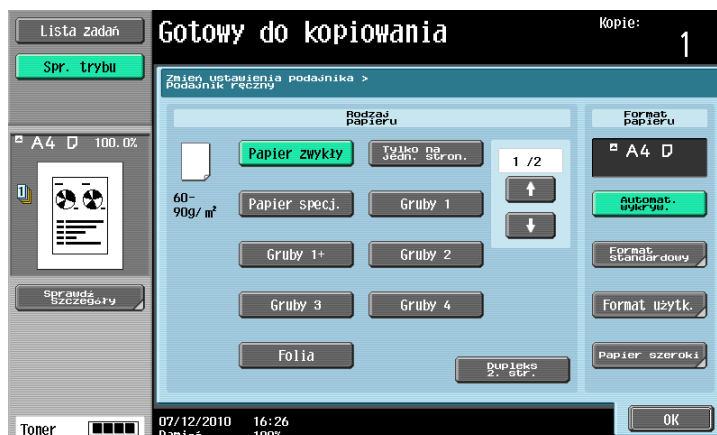 Lista zadań
Gotowy do kopiowania
Kopie:
1
Spr. trybu
Zmień ustawienia podajnika >
Podajnik ręczny
Rodzaj
papieru
Format
papieru
A4 100.0%
Papier zwykły
Tylko na
jedn. stron.
1 /2
A4
1
60-
90g/ m²
Papier specj.
Gruby 1
Automat.
wykryw.
Gruby 1+
Gruby 2
Format
standardowy
Sprawdź
Szczegóły
Gruby 3
Gruby 4
Format użytk.
Folia
Dupleks
2. str.
Papier szeroki
Toner
07/12/2010 16:26
Pamięć 100%
OK